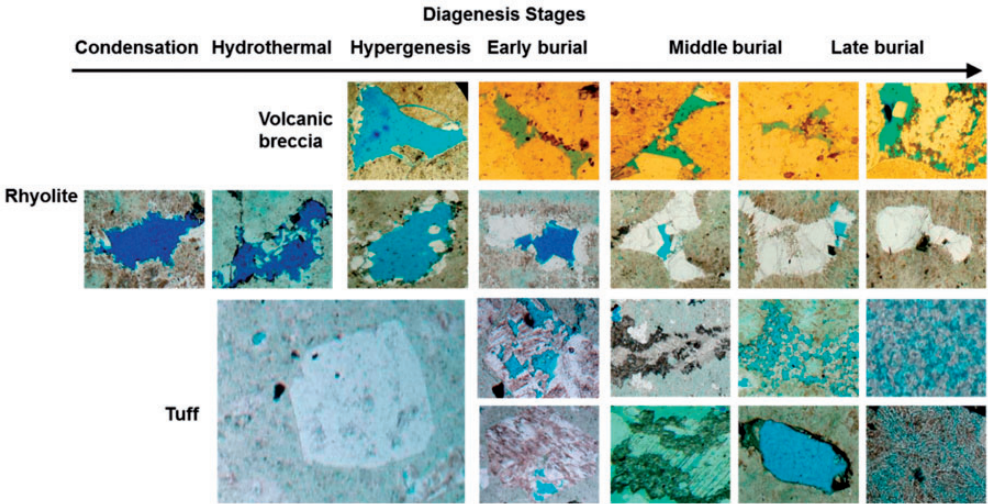 Diagenesis Stages
Condensation Hydrothermal Hypergenesis Early burial Middle burial Late burial
Volcanic
breccia
Rhyolite
Tuff